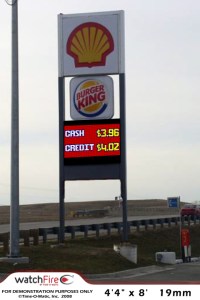 BURGER
KING
CASH $3.96
CREDIT $4.02
watchFire
FOR DEMONSTRATION PURPOSES ONLY
©Time-O-Matic, Inc. 2008
4'4" x 8' 19mm